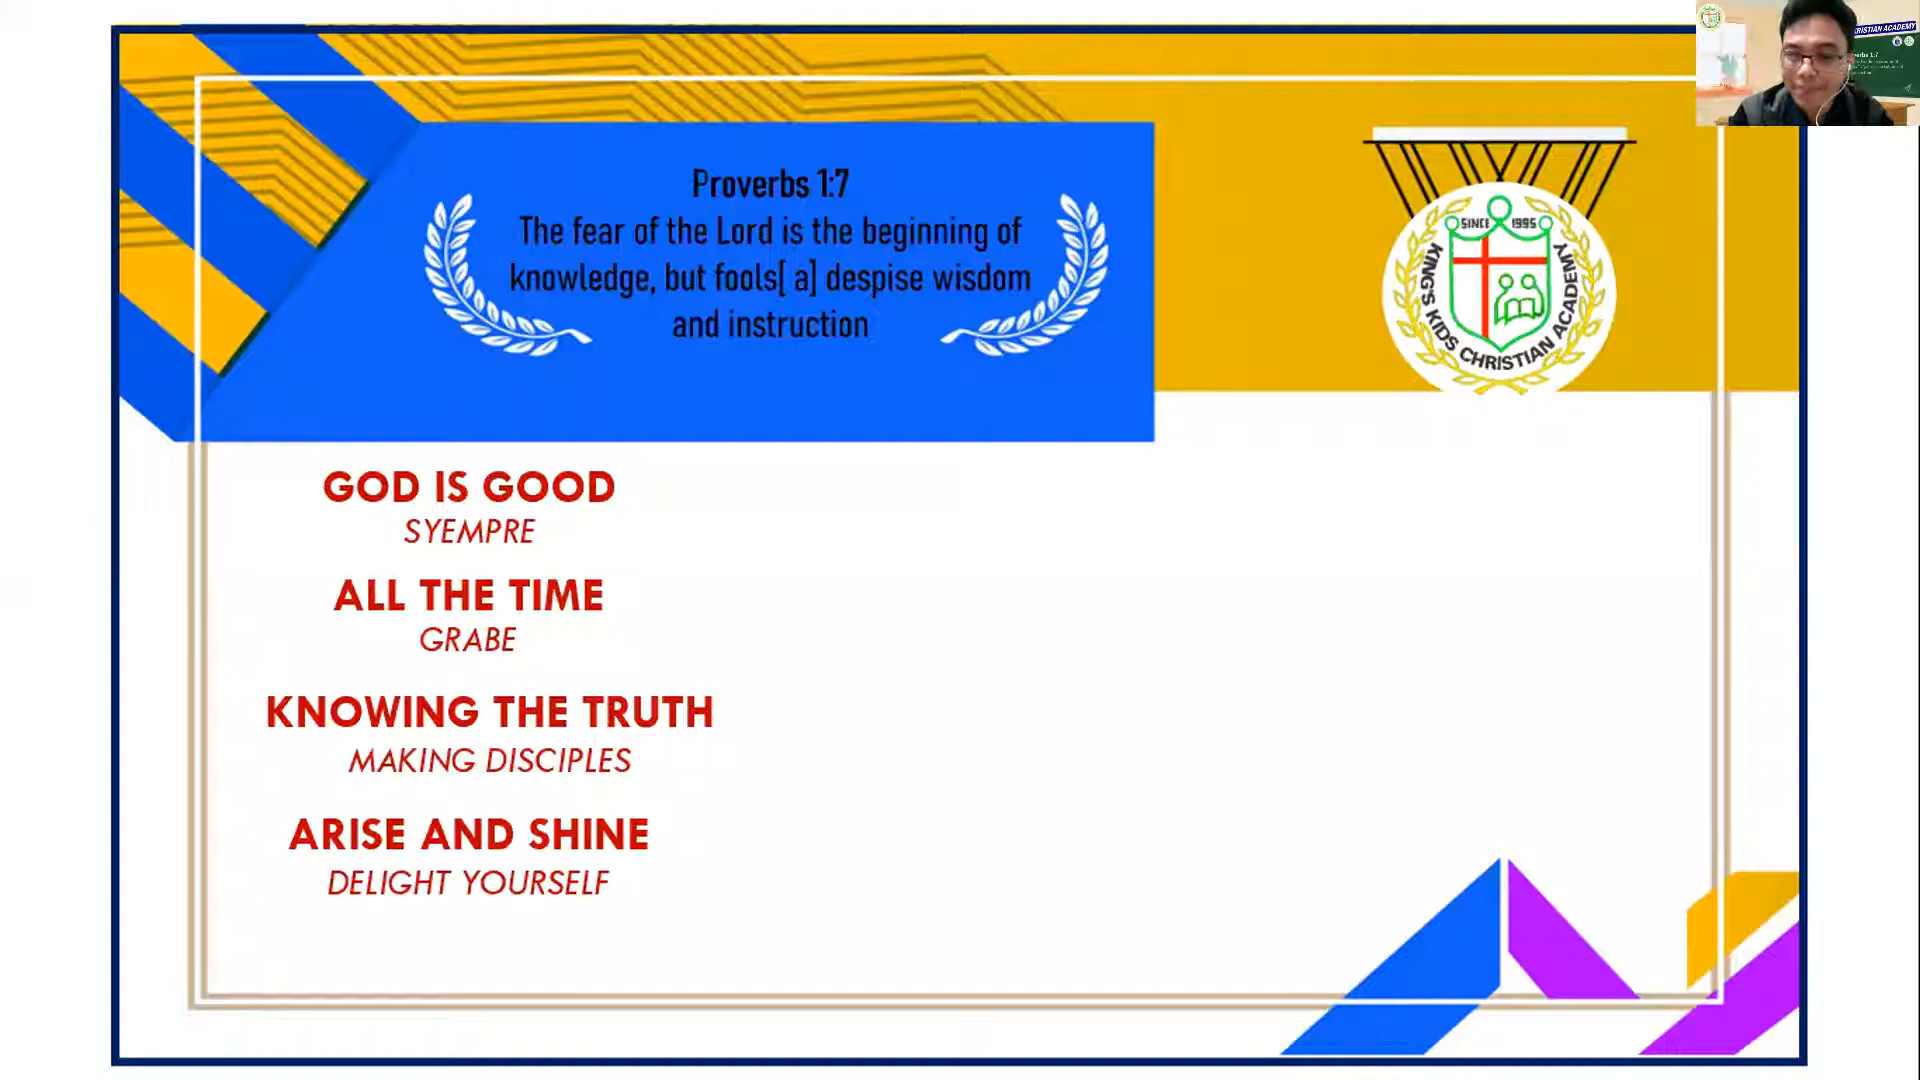 Proverbs 1:7
The fear of the Lord is the beginning of
knowledge, but fools[ a] despise wisdom
and instruction
SINCE 1995
KING'S KIDS CHRISTIAN ACADEMY
GOD IS GOOD
SYEMPRE
ALL THE TIME
GRABE
KNOWING THE TRUTH
MAKING DISCIPLES
ARISE AND SHINE
DELIGHT YOURSELF